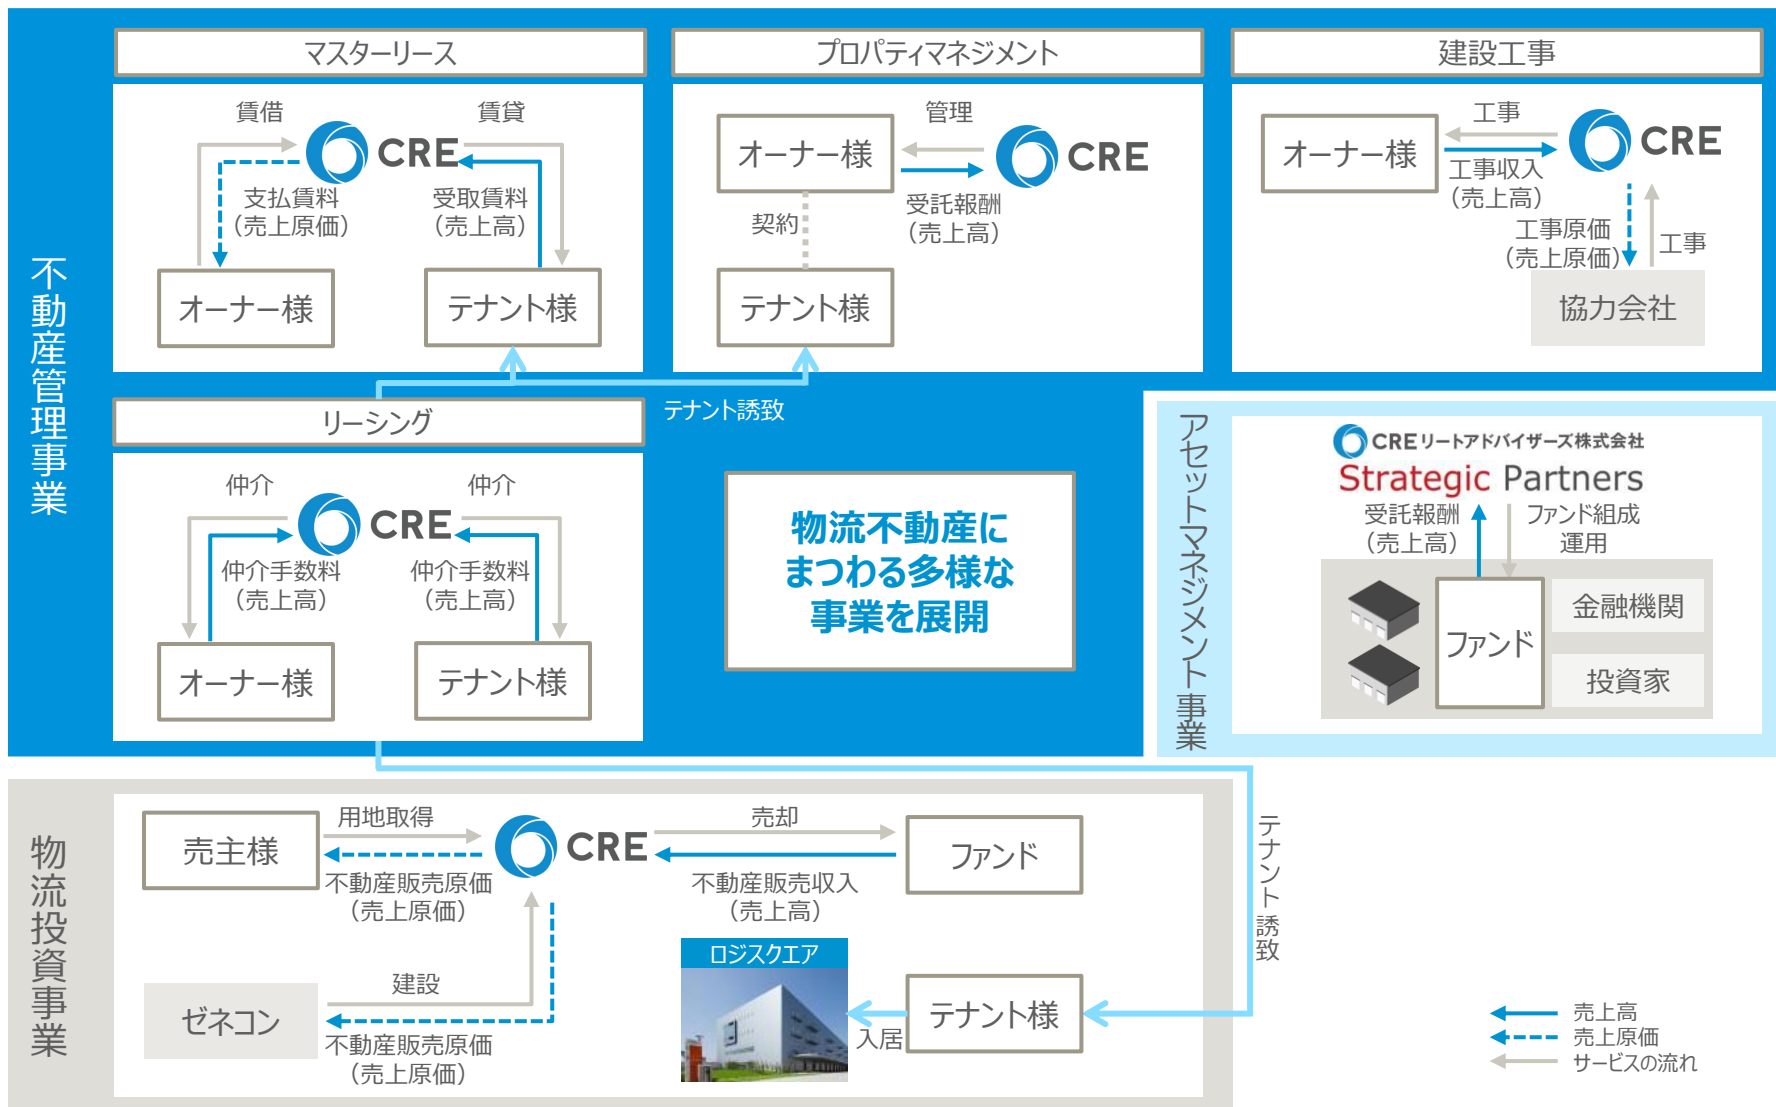 不動産管理事業
マスターリース
賃借
CRE
賃貸
支払賃料
（売上原価）
受取賃料
（売上高）
オーナー様
テナント様
プロパティマネジメント
オーナー様
管理
CRE
受託報酬
（売上高）
契約
テナント様
建設工事
オーナー様
工事
CRE
工事収入
（売上高）
工事原価
（売上原価）
工事
協力会社
テナント誘致
リーシング
仲介
CRE
仲介
仲介手数料
（売上高）
仲介手数料
（売上高）
オーナー様
テナント様
物流不動産に
まつわる多様な
事業を展開
アセットマネジメント事業
CREリートアドバイザーズ株式会社
Strategic Partners
受託報酬
（売上高）
ファンド組成
運用
ファンド
金融機関
投資家
物流投資事業
売主様
用地取得
CRE
売却
ファンド
不動産販売原価
（売上原価）
不動産販売収入
（売上高）
ロジスクエア
ゼネコン
建設
不動産販売原価
（売上原価）
入居
テナント様
テナント誘致
売上高
売上原価
サービスの流れ